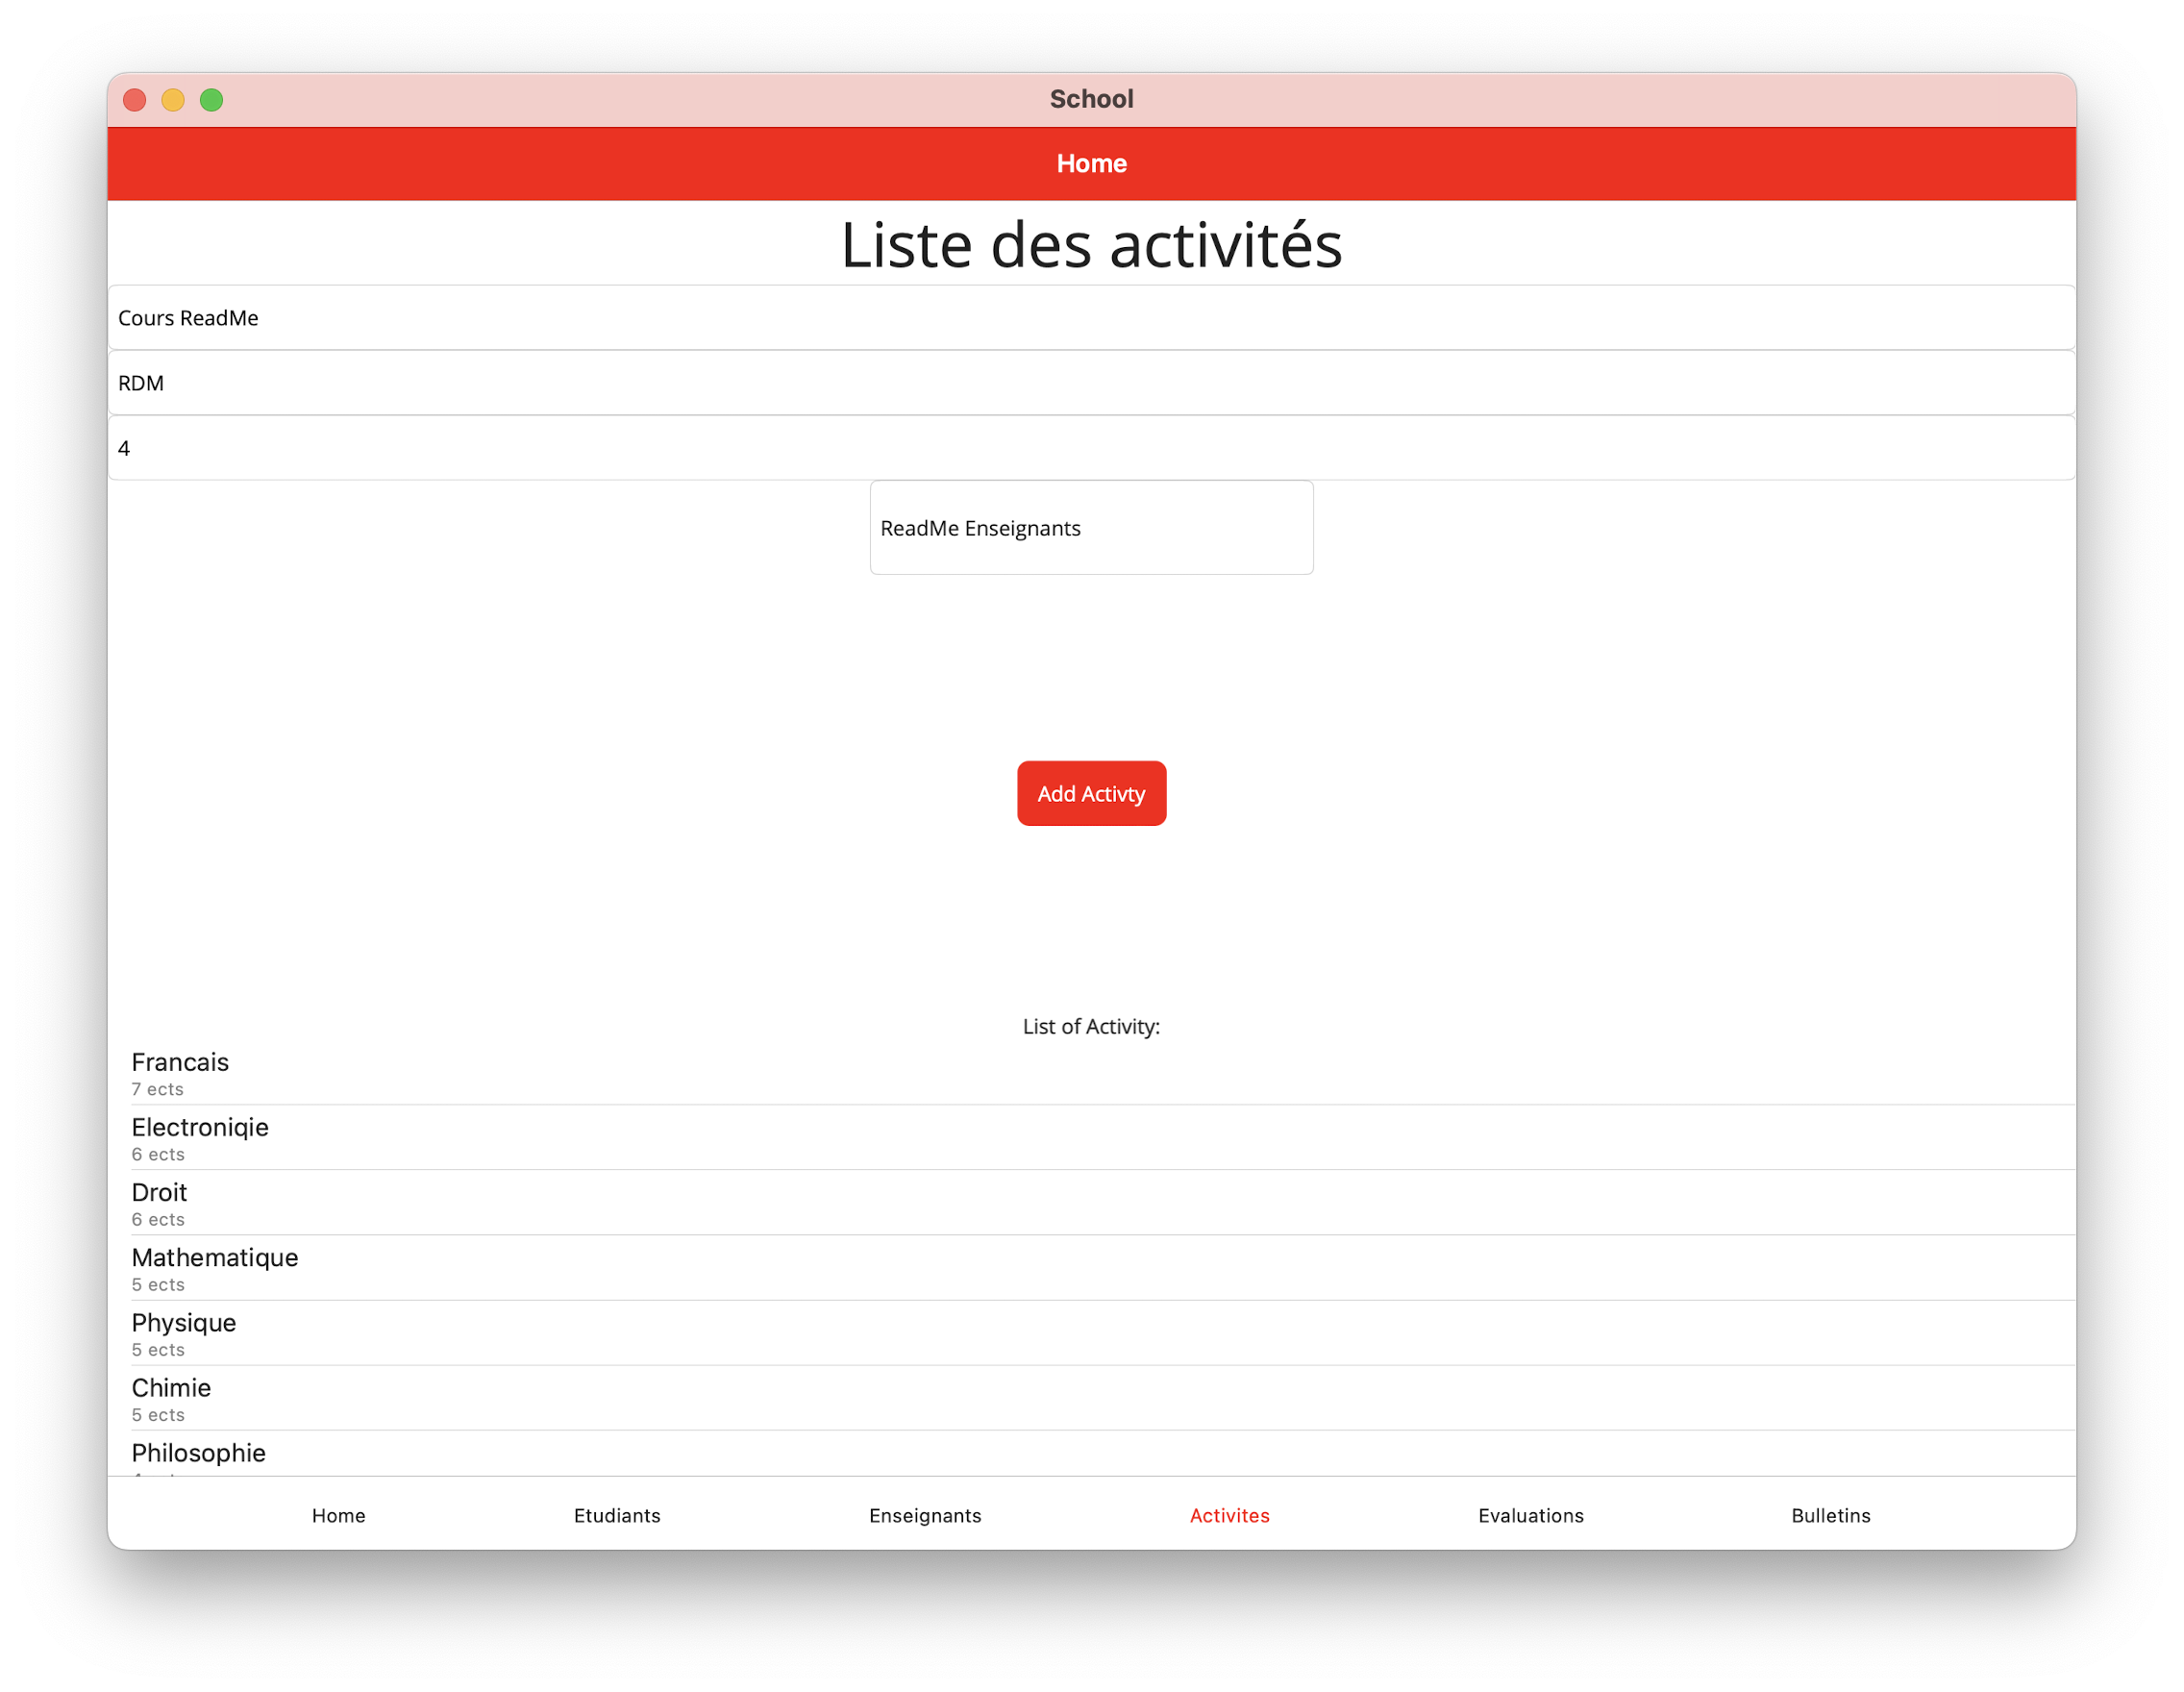 School
Home
Liste des activités
Cours ReadMe
RDM
4
ReadMe Enseignants
Add Activty
List of Activity:
Francais
7 ects
Electroniqie
6 ects
Droit
6 ects
Mathematique
5 ects
Physique
5 ects
Chimie
5 ects
Philosophie
Home Etudiants Enseignants Activites Evaluations Bulletins